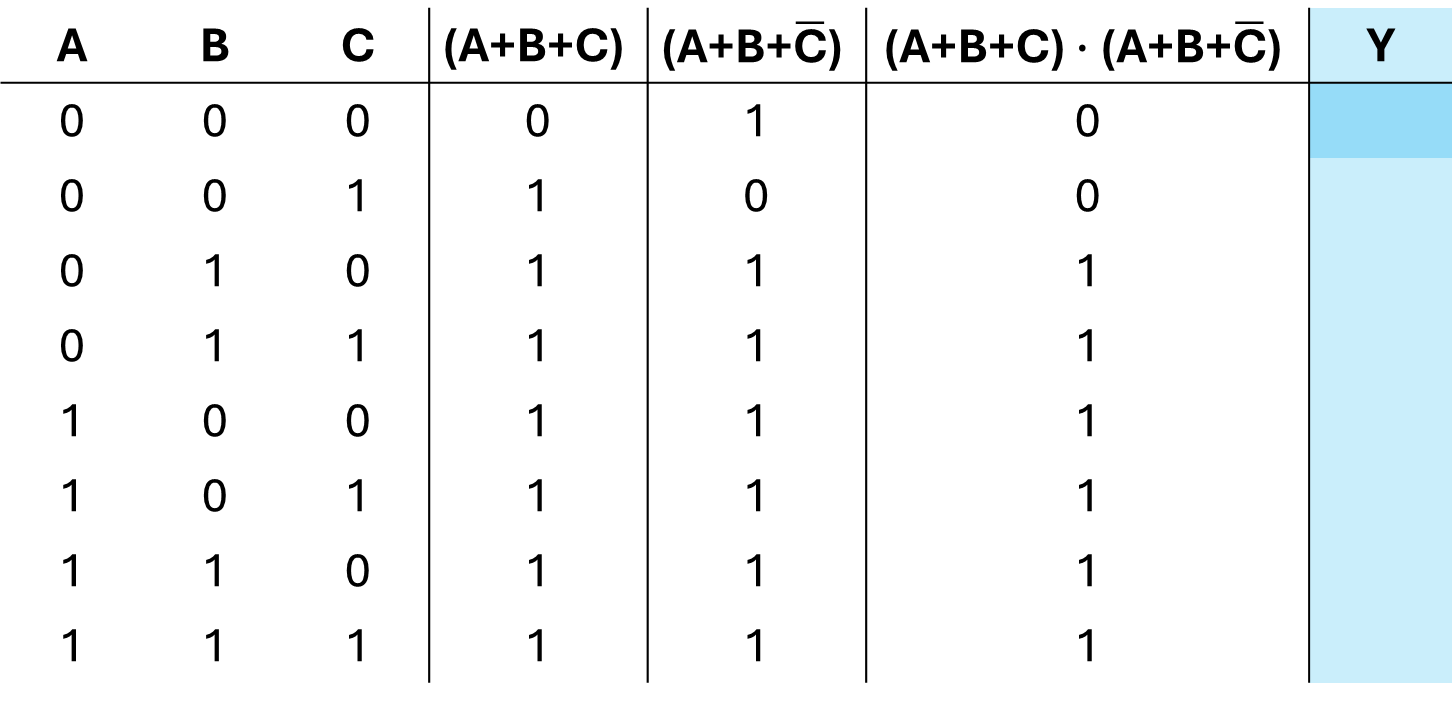 A B C (A+B+C) (A+B+C̅) (A+B+C) · (A+B+C̅) Y
0 0 0 0 1 0
0 0 1 1 0 0
0 1 0 1 1 1
0 1 1 1 1 1
1 0 0 1 1 1
1 0 1 1 1 1
1 1 0 1 1 1
1 1 1 1 1 1